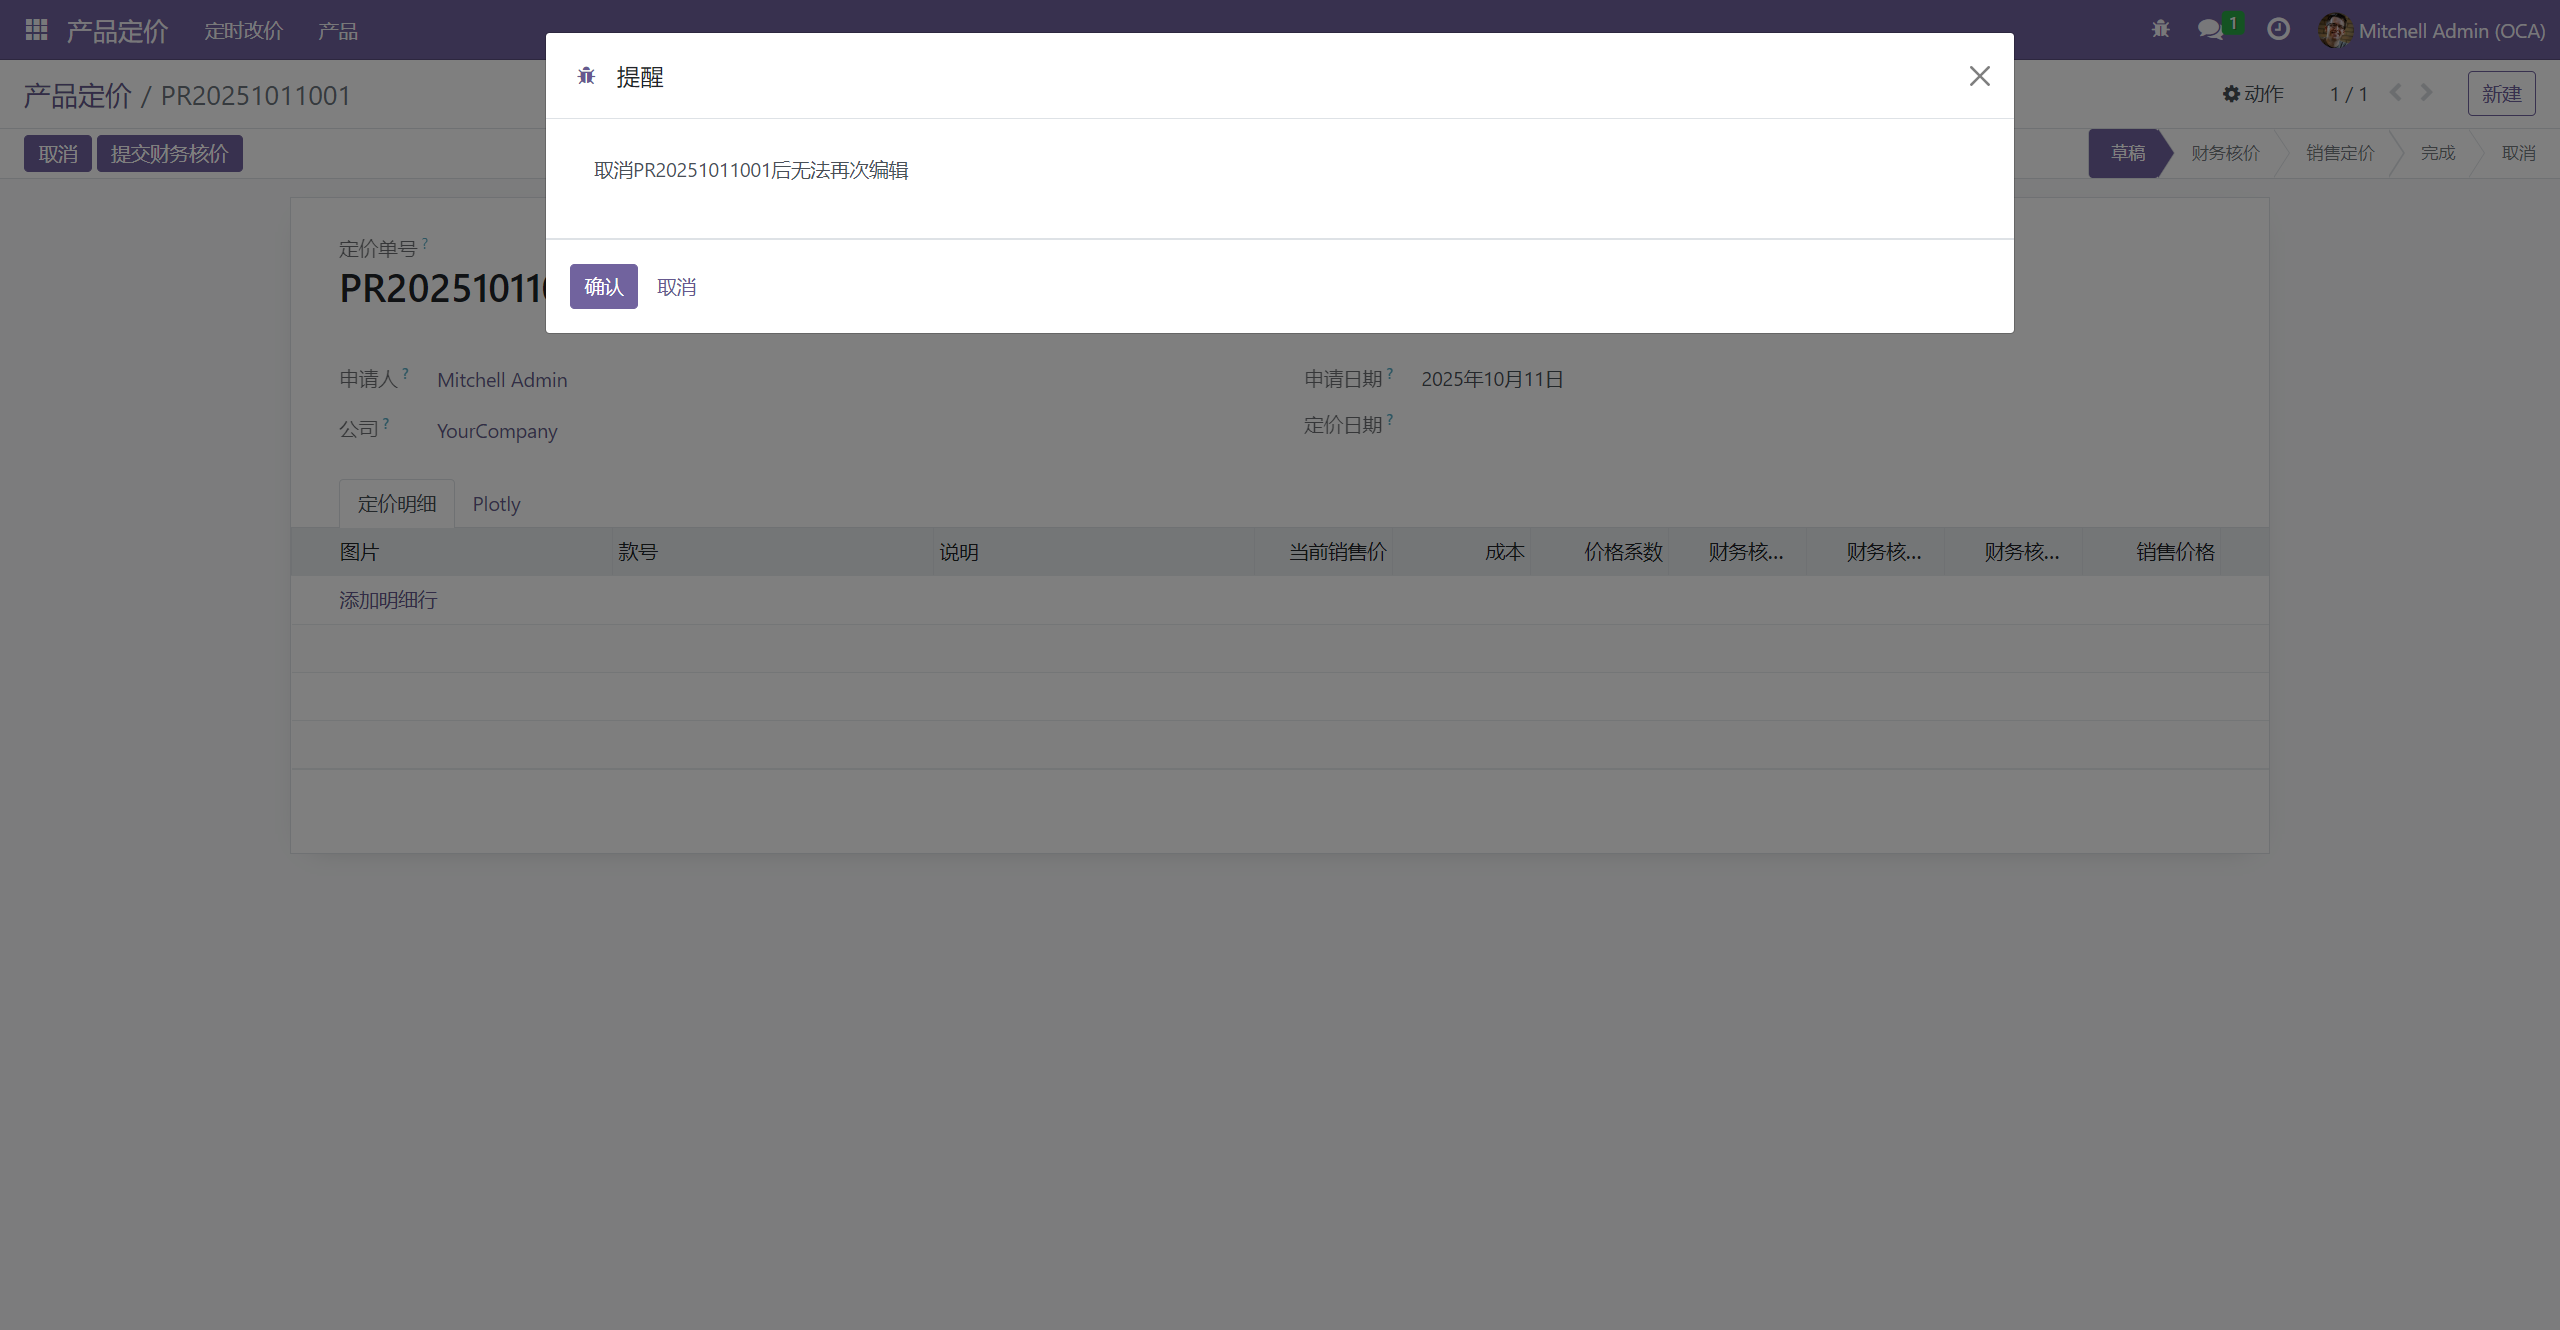 产品定价 定时改价 产品 1 Mitchell Admin (OCA)
提醒
产品定价 / PR20251011001 动作 1 / 1 新建
取消 提交财务核价 草稿 财务核价 销售定价 完成 取消
取消PR20251011001后无法再次编辑
确认 取消
定价单号?
PR20251011
申请人? Mitchell Admin 申请日期? 2025年10月11日
公司? YourCompany 定价日期?
定价明细 Plotly
图片 款号 说明 当前销售价 成本 价格系数 财务核... 财务核... 财务核... 销售价格
添加明细行